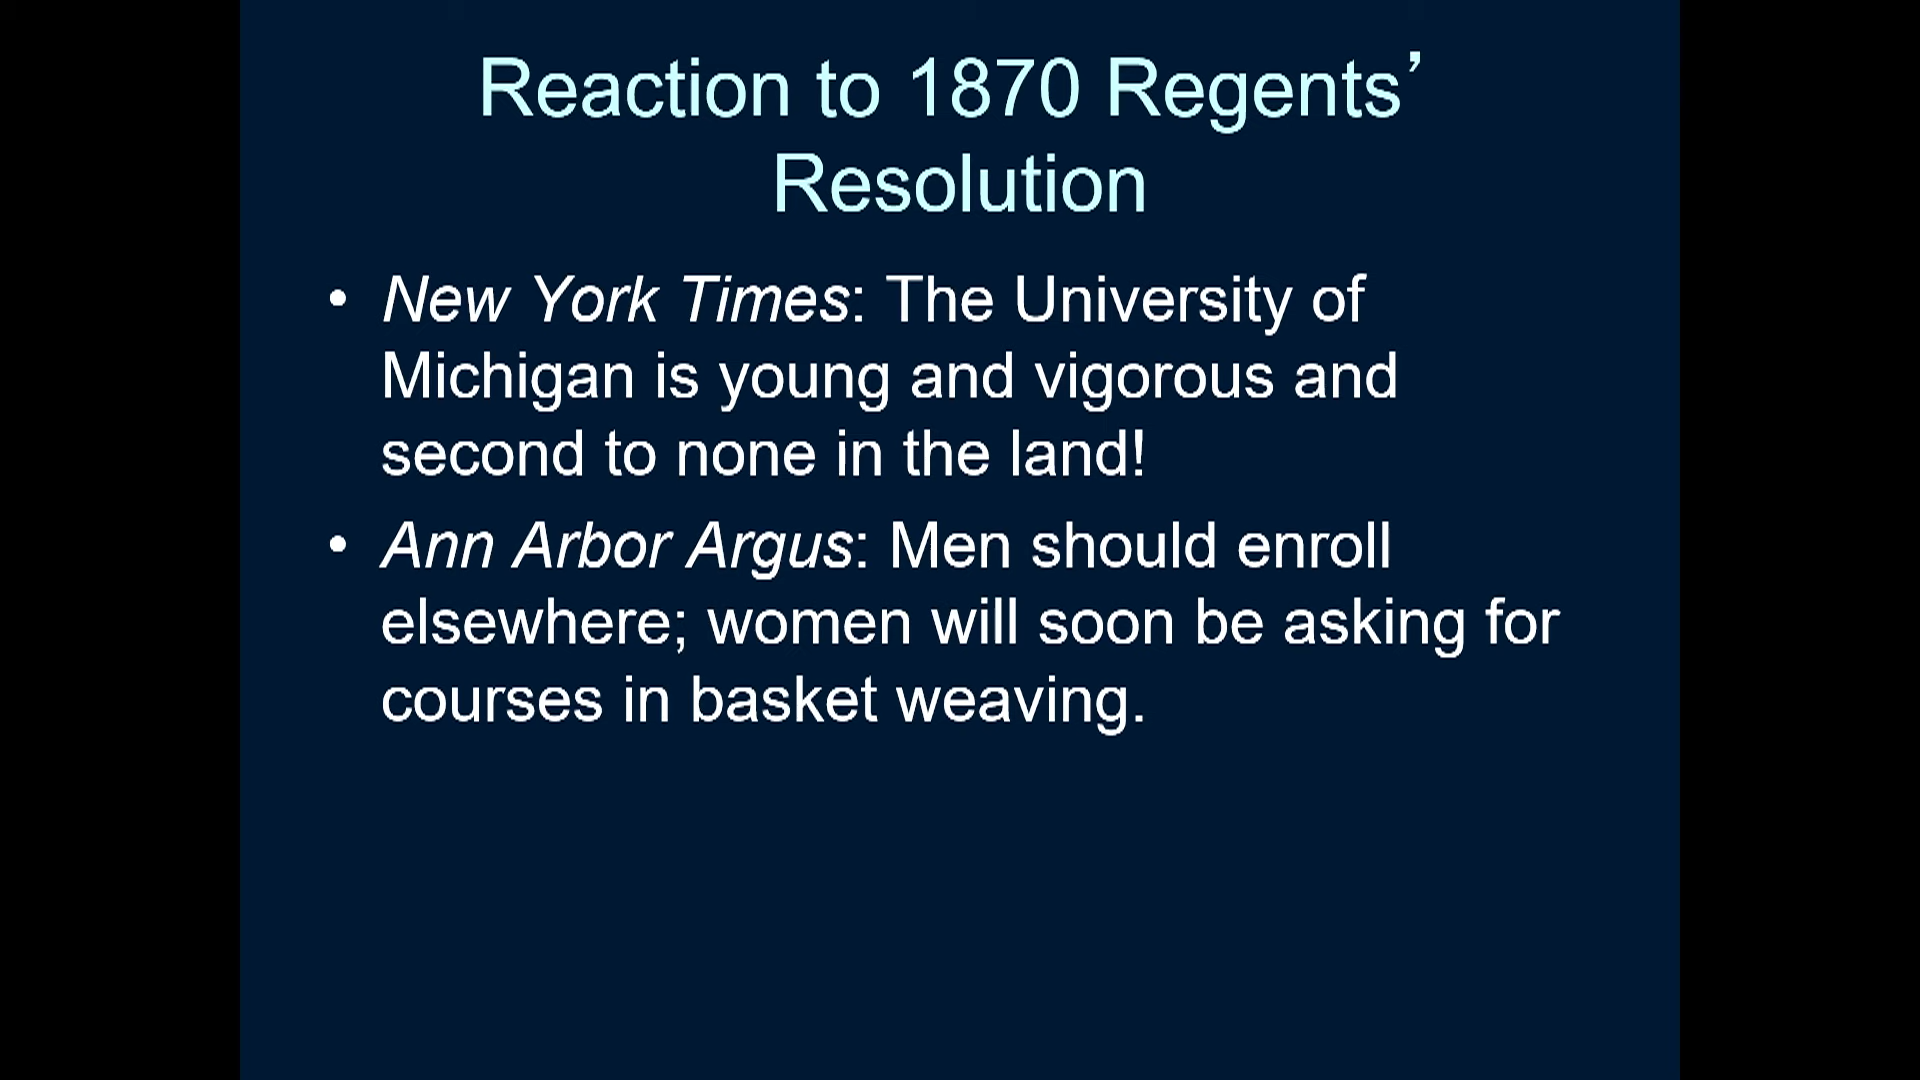 Reaction to 1870 Regents’
Resolution
• New York Times: The University of
Michigan is young and vigorous and
second to none in the land!
• Ann Arbor Argus: Men should enroll
elsewhere; women will soon be asking for
courses in basket weaving.